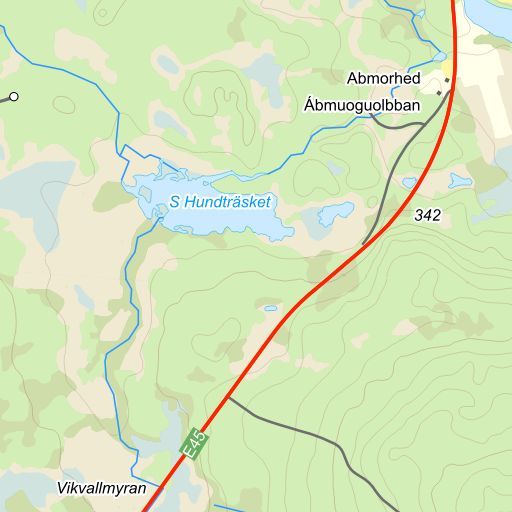 Abmorhed
Ábmuoguolbban
S Hundträsket
342
E45
Vikvallmyran